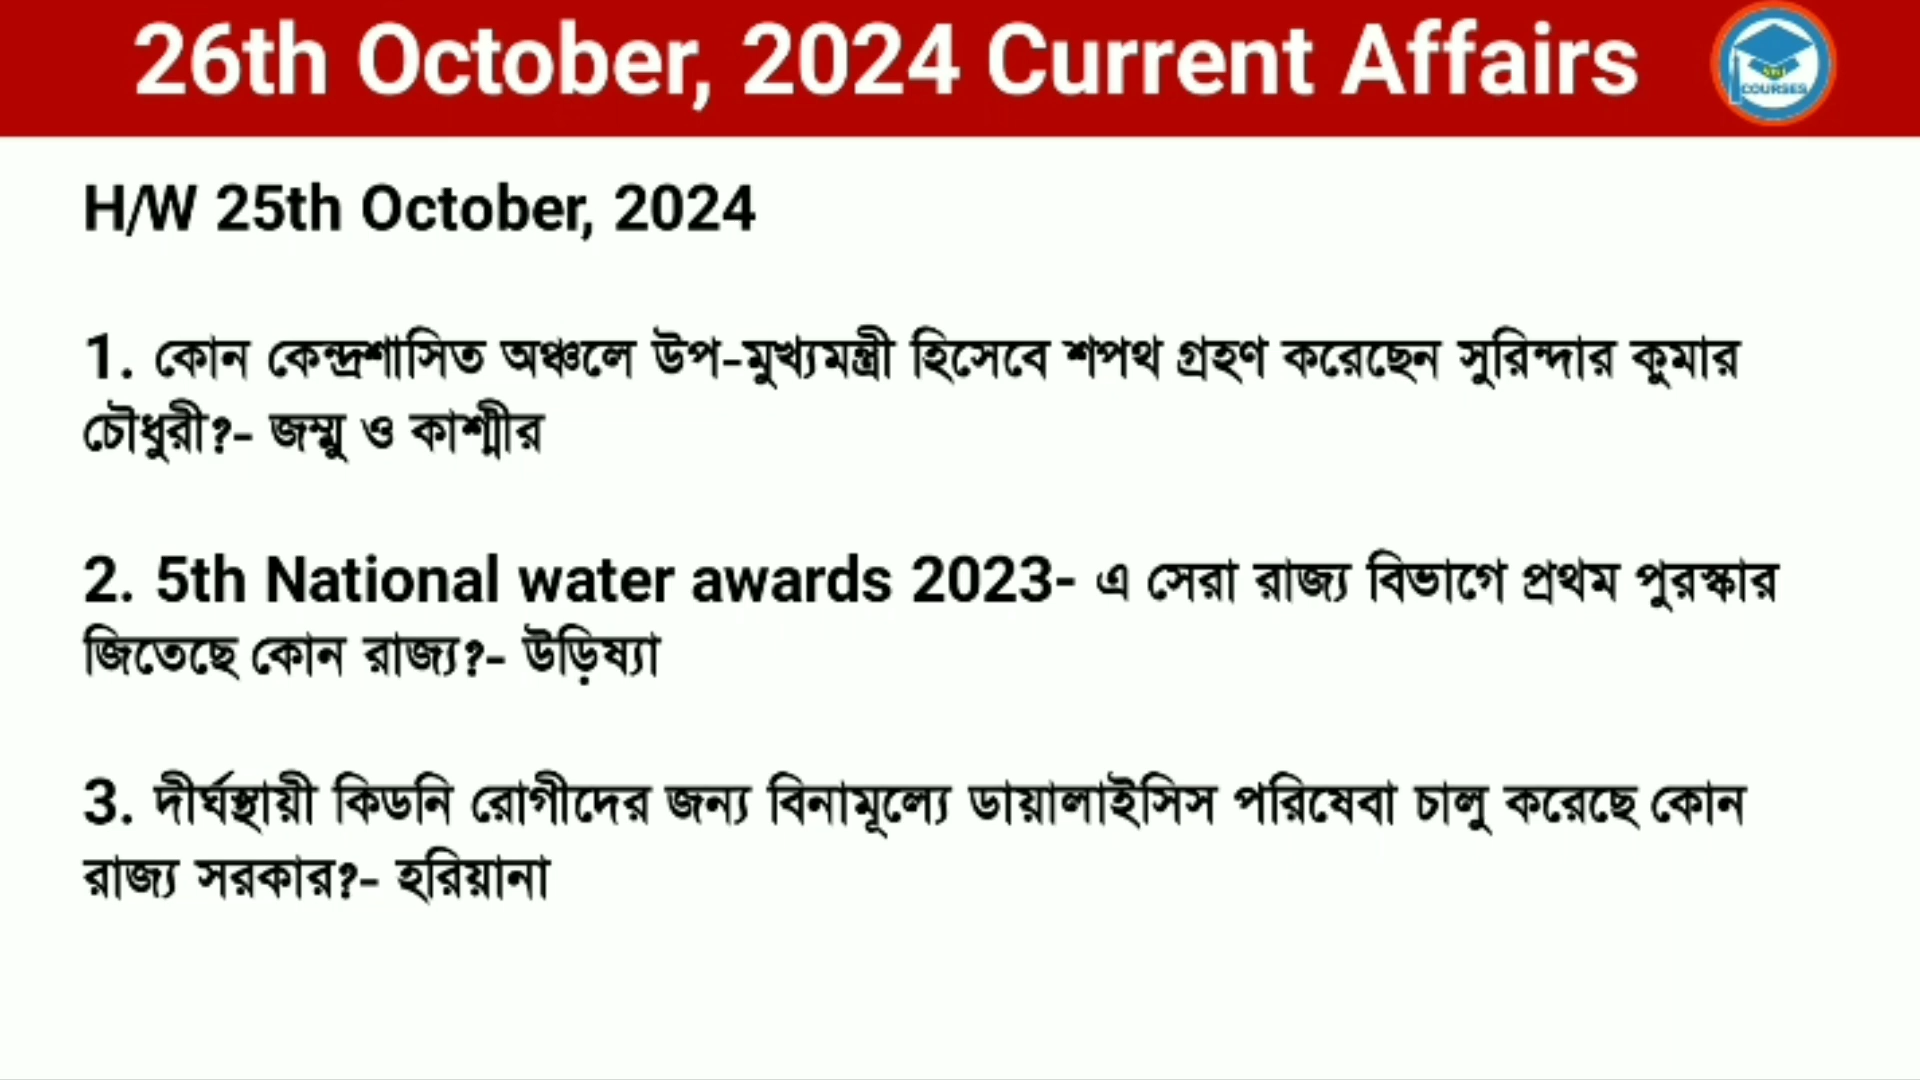 26th October, 2024 Current Affairs
COURSES
H/W 25th October, 2024
1. কোন কেন্দ্রশাসিত অঞ্চলে উপ-মুখ্যমন্ত্রী হিসেবে শপথ গ্রহণ করেছেন সুরিন্দার কুমার
চৌধুরী?- জম্মু ও কাশ্মীর
2. 5th National water awards 2023- এ সেরা রাজ্য বিভাগে প্রথম পুরস্কার
জিতেছে কোন রাজ্য?- উড়িষ্যা
3. দীর্ঘস্থায়ী কিডনি রোগীদের জন্য বিনামূল্যে ডায়ালাইসিস পরিষেবা চালু করেছে কোন
রাজ্য সরকার?- হরিয়ানা